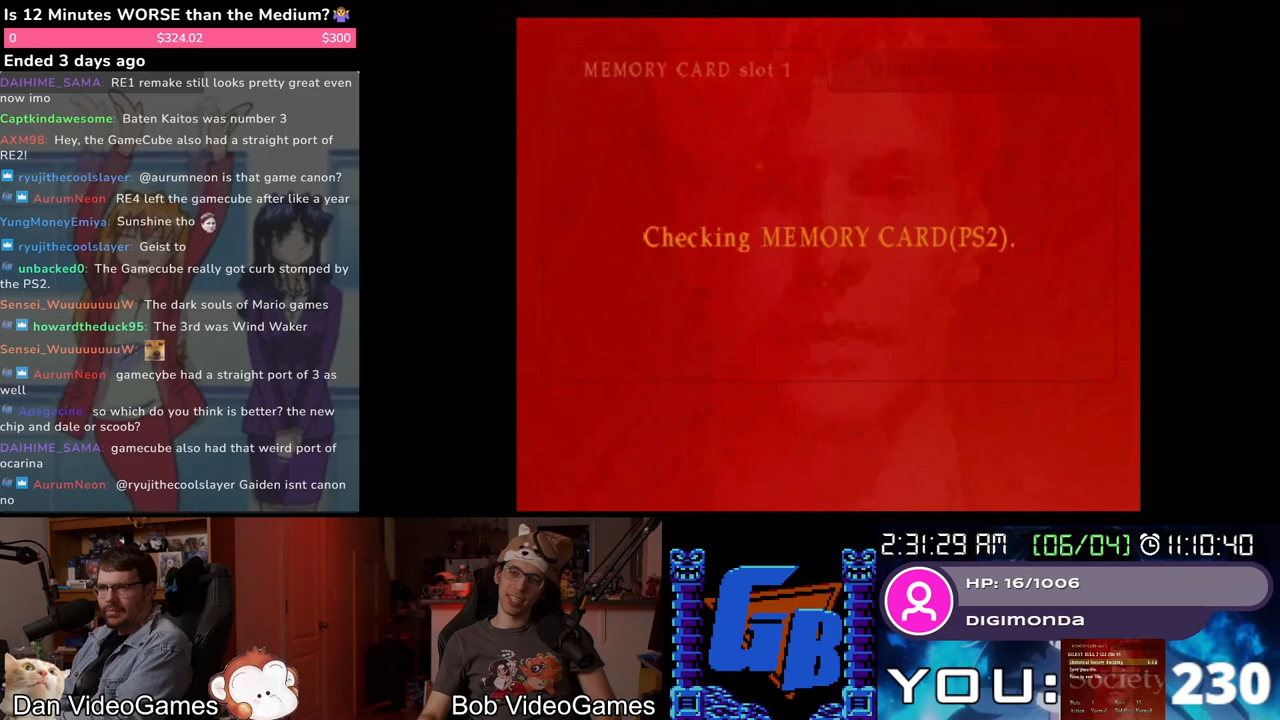 Is 12 Minutes WORSE than the Medium?🤷
0 $324.02 $300
Ended 3 days ago
DAIHIME_SAMA: RE1 remake still looks pretty great even
now imo
Captkindawesome: Baten Kaitos was number 3
AXM98: Hey, the GameCube also had a straight port of
RE2!
ryujithecoolslayer: @aurumneon is that game canon?
AurumNeon: RE4 left the gamecube after like a year
YungMoneyEmiya: Sunshine tho
ryujithecoolslayer: Geist to
unbacked0: The Gamecube really got curb stomped by
the PS2.
Sensei_WuuuuuuuuW: The dark souls of Mario games
howardtheduck95: The 3rd was Wind Waker
Sensei_WuuuuuuuuW:
AurumNeon: gamecybe had a straight port of 3 as
well
Apegacine: so which do you think is better? the new
chip and dale or scoob?
DAIHIME_SAMA: gamecube also had that weird port of
ocarina
AurumNeon: @ryujithecoolslayer Gaiden isnt canon
no
MEMORY CARD slot 1
Checking MEMORY CARD(PS2).
Dan VideoGames
Bob VideoGames
GB
2:31:29 AM [06/04] 11:10:40
HP: 16/1006
DIGIMONDA
YOU: 230
Society